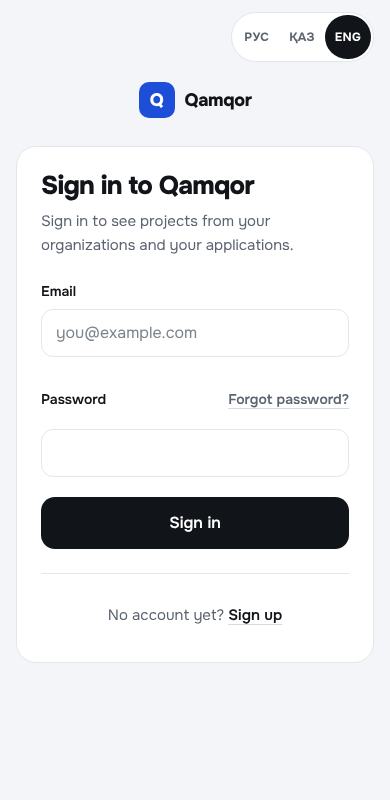 РУС ҚАЗ ENG
Q Qamqor
Sign in to Qamqor
Sign in to see projects from your
organizations and your applications.
Email
you@example.com
Password Forgot password?
Sign in
No account yet? Sign up